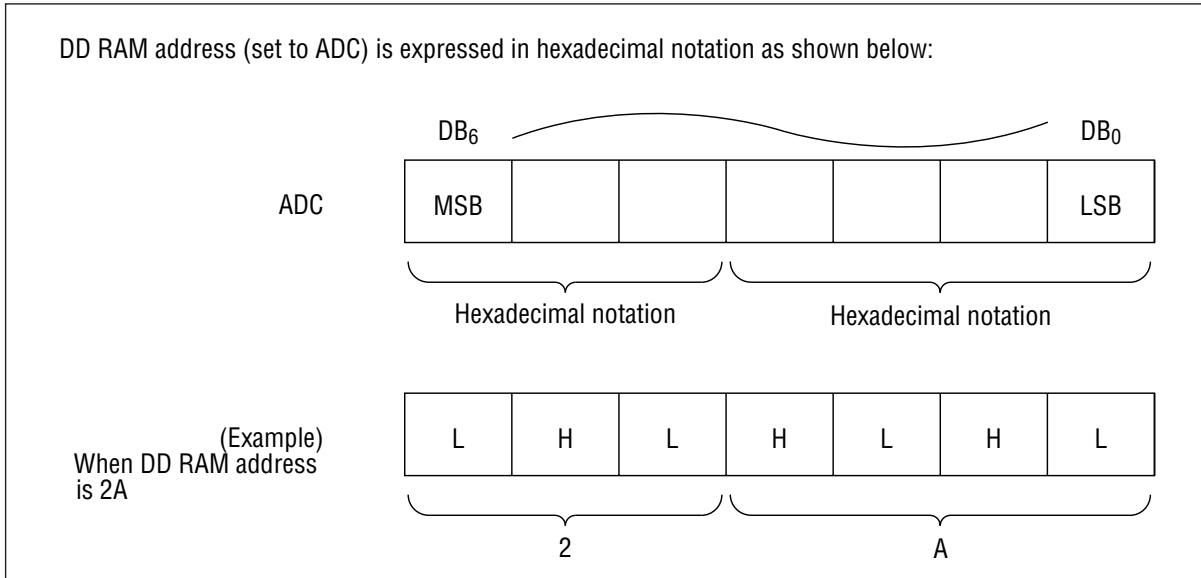 DD RAM address (set to ADC) is expressed in hexadecimal notation as shown below:
DB6 DB0
ADC MSB LSB
Hexadecimal notation Hexadecimal notation
(Example)
When DD RAM address
is 2A
L H L H L H L
2 A